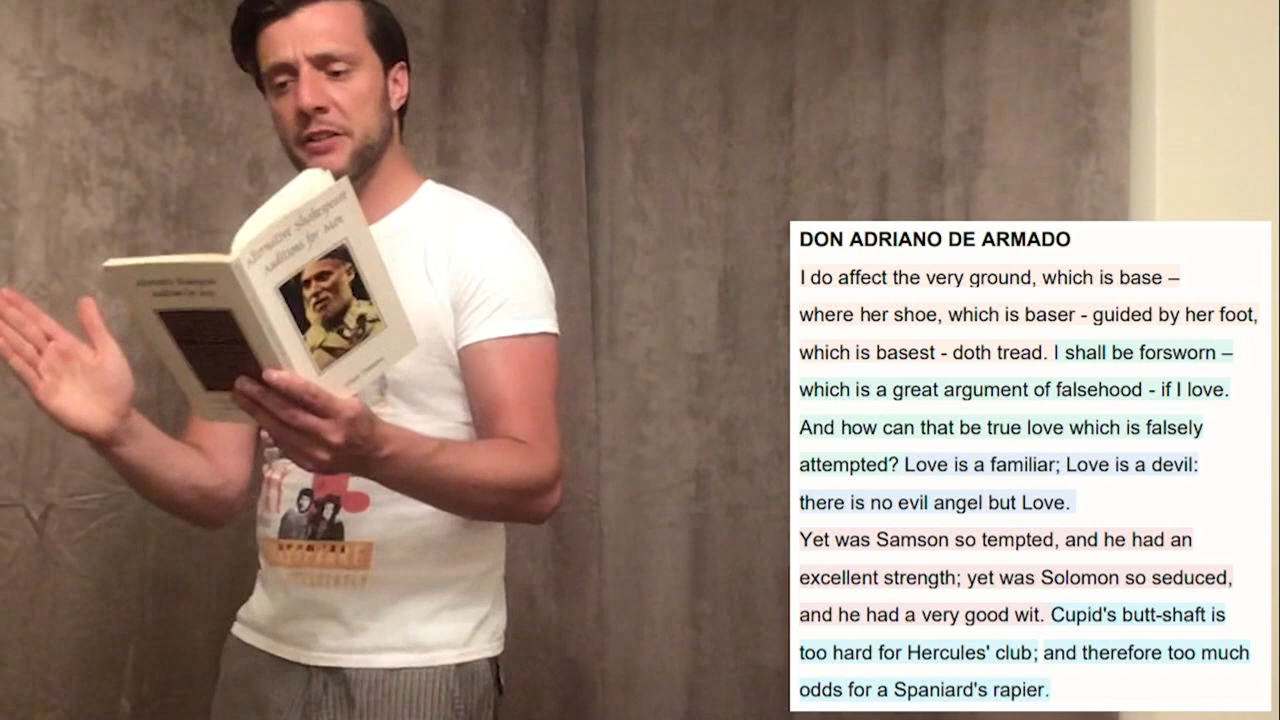 Alternative Shakespeare
Auditions for Men
DON ADRIANO DE ARMADO
I do affect the very ground, which is base –
where her shoe, which is baser - guided by her foot,
which is basest - doth tread. I shall be forsworn –
which is a great argument of falsehood - if I love.
And how can that be true love which is falsely
attempted? Love is a familiar; Love is a devil:
there is no evil angel but Love.
Yet was Samson so tempted, and he had an
excellent strength; yet was Solomon so seduced,
and he had a very good wit. Cupid's butt-shaft is
too hard for Hercules' club; and therefore too much
odds for a Spaniard's rapier.